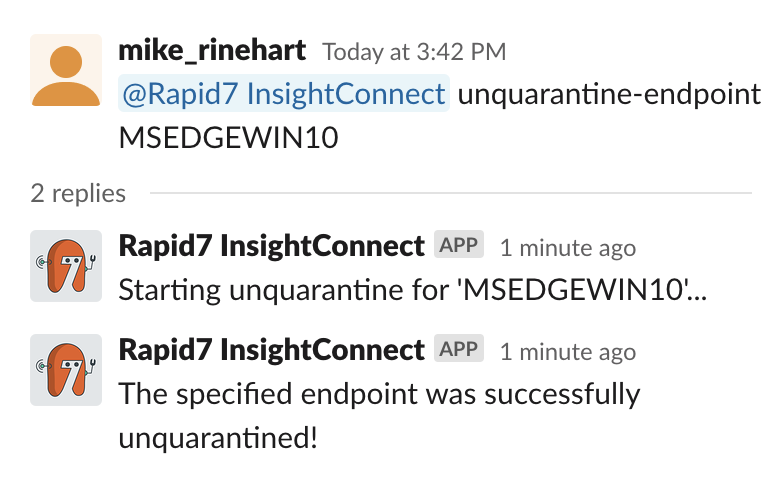 mike_rinehart Today at 3:42 PM
@Rapid7 InsightConnect unquarantine-endpoint
MSEDGEWIN10
2 replies
Rapid7 InsightConnect APP 1 minute ago
Starting unquarantine for 'MSEDGEWIN10'...
Rapid7 InsightConnect APP 1 minute ago
The specified endpoint was successfully
unquarantined!